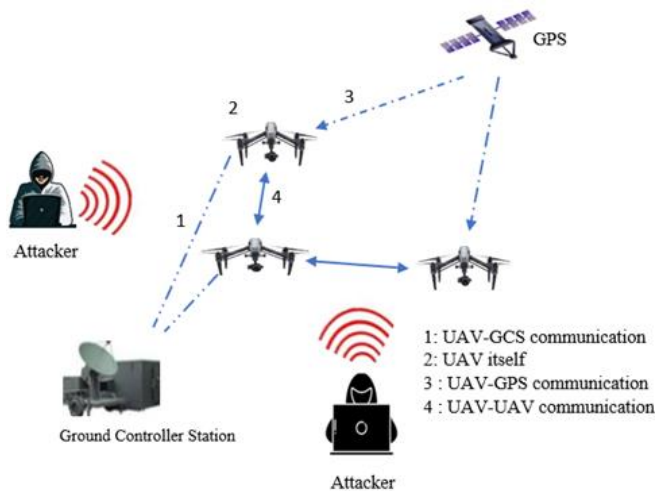 GPS
2
3
4
1
Attacker
1: UAV-GCS communication
2: UAV itself
3 : UAV-GPS communication
4 : UAV-UAV communication
Ground Controller Station
Attacker